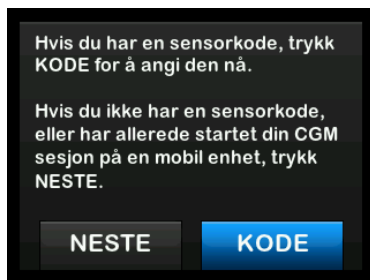 Hvis du har en sensorkode, trykk
KODE for å angi den nå.
Hvis du ikke har en sensorkode,
eller har allerede startet din CGM
sesjon på en mobil enhet, trykk
NESTE.
NESTE
KODE